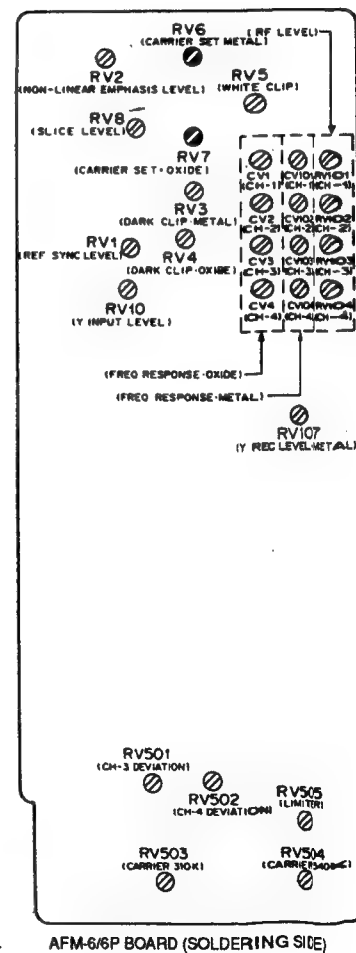 RV6
(CARRIER SET METAL)
(RF LEVEL)
RV2
(NON-LINEAR EMPHASIS LEVEL)
RV5
(WHITE CLIP)
RV8
(SLICE LEVEL)
RV7
(CARRIER SET·OXIDE)
CV1
(CH-1)
CV101
(CH-1)
RV101
(CH-1)
RV3
(DARK CLIP·METAL)
CV2
(CH-2)
CV102
(CH-2)
RV102
(CH-2)
RV1
(REF SYNC LEVEL)
RV4
(DARK CLIP·OXIDE)
CV3
(CH-3)
CV103
(CH-3)
RV103
(CH-3)
RV10
(Y INPUT LEVEL)
CV4
(CH-4)
CV104
(CH-4)
RV104
(CH-4)
(FREQ RESPONSE·OXIDE)
(FREQ RESPONSE·METAL)
RV107
(Y REC LEVEL·METAL)
RV501
(CH-3 DEVIATION)
RV502
(CH-4 DEVIATION)
RV505
(LIMITER)
RV503
(CARRIER 310K)
RV504
AFM-6/6P BOARD (SOLDERING SIDE)